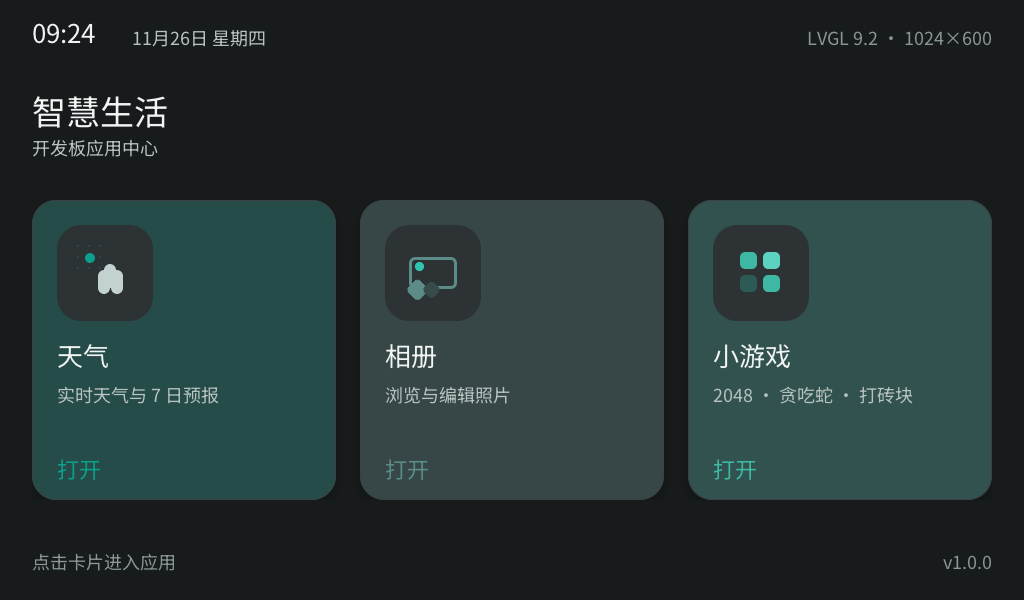 09:24
11月26日 星期四
LVGL 9.2 • 1024×600
智慧生活
开发板应用中心
天气
实时天气与 7 日预报
打开
相册
浏览与编辑照片
打开
小游戏
2048 • 贪吃蛇 • 打砖块
打开
点击卡片进入应用
v1.0.0